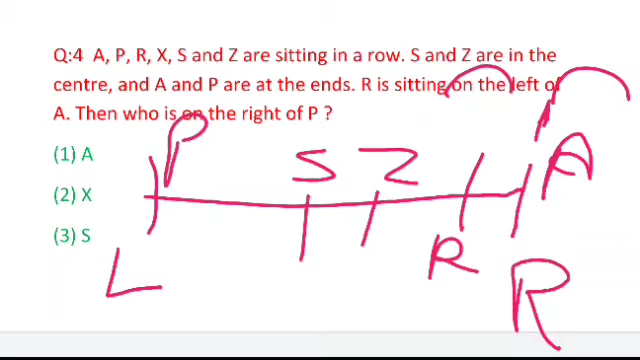 Q:4 A, P, R, X, S and Z are sitting in a row. S and Z are in the
centre, and A and P are at the ends. R is sitting on the left of
A. Then who is on the right of P ?
(1) A
(2) X
(3) S
P S Z A
L R R